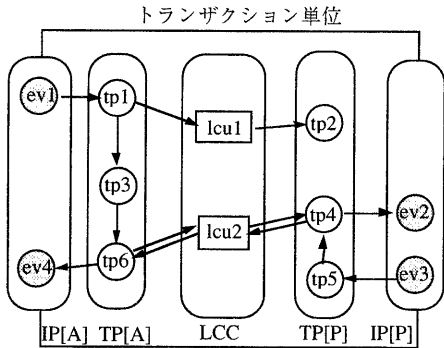 トランザクション単位
ev1
tp1
lcu1
tp2
tp3
lcu2
tp4
ev2
ev4
tp6
tp5
ev3
IP[A] TP[A] LCC TP[P] IP[P]